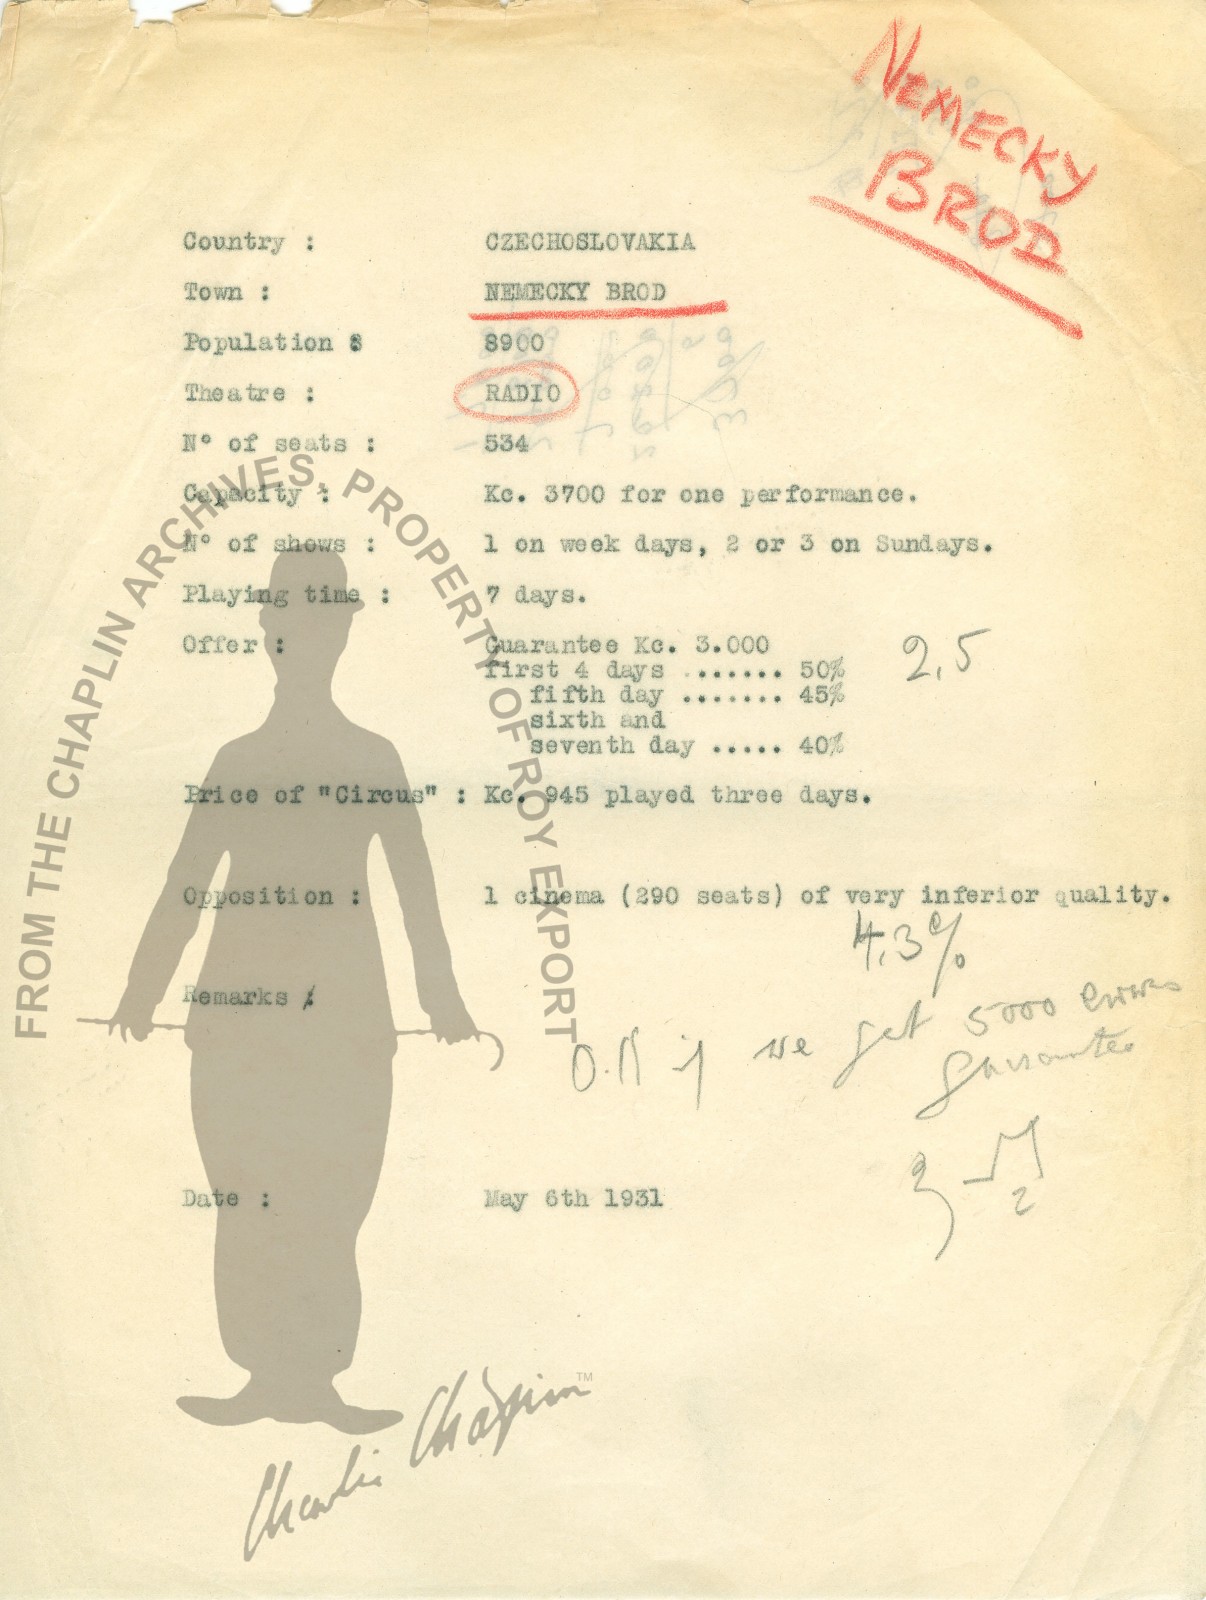 NEMECKY
BROD
Country : CZECHOSLOVAKIA
Town : NEMECKY BROD
Population : 8900
Theatre : RADIO
N° of seats : 534
Capacity : Kc. 3700 for one performance.
N° of shows : 1 on week days, 2 or 3 on Sundays.
Playing time : 7 days.
Offer : Guarantee Kc. 3.000
first 4 days ....... 50%
fifth day ....... 45%
sixth and
seventh day ..... 40%
2,5
Price of "Circus" : Kc. 945 played three days.
Opposition : 1 cinema (290 seats) of very inferior quality.
4,3%
Remarks :
O.K if we get 5000
guarantee
Date : May 6th 1931
2
FROM THE CHAPLIN ARCHIVES, PROPERTY OF ROY EXPORT
Charlie Chaplin TM